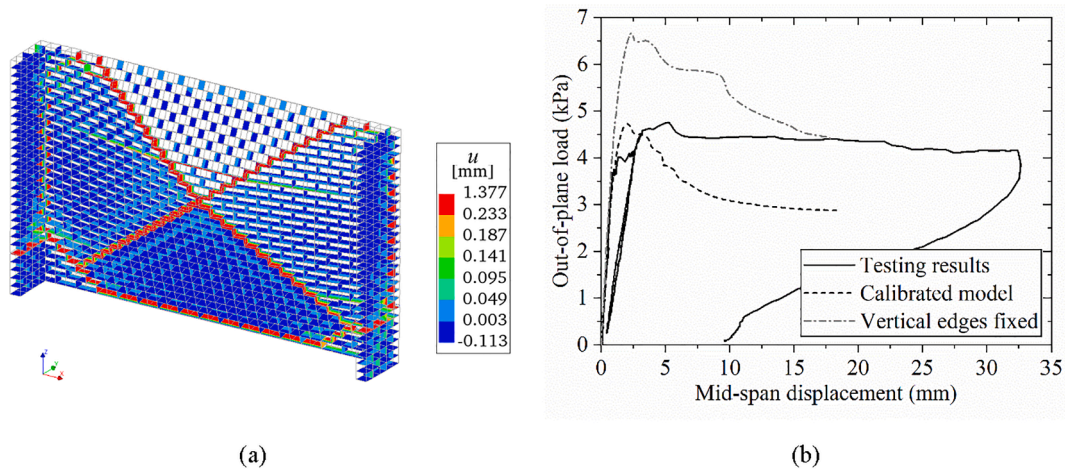 (a)
u
[mm]
1.377
0.233
0.187
0.141
0.095
0.049
0.003
-0.113
z
y
x
(b)
Out-of-plane load (kPa)
7
6
5
4
3
2
1
0
0 5 10 15 20 25 30 35
Mid-span displacement (mm)
Testing results
Calibrated model
Vertical edges fixed
(a)
(b)